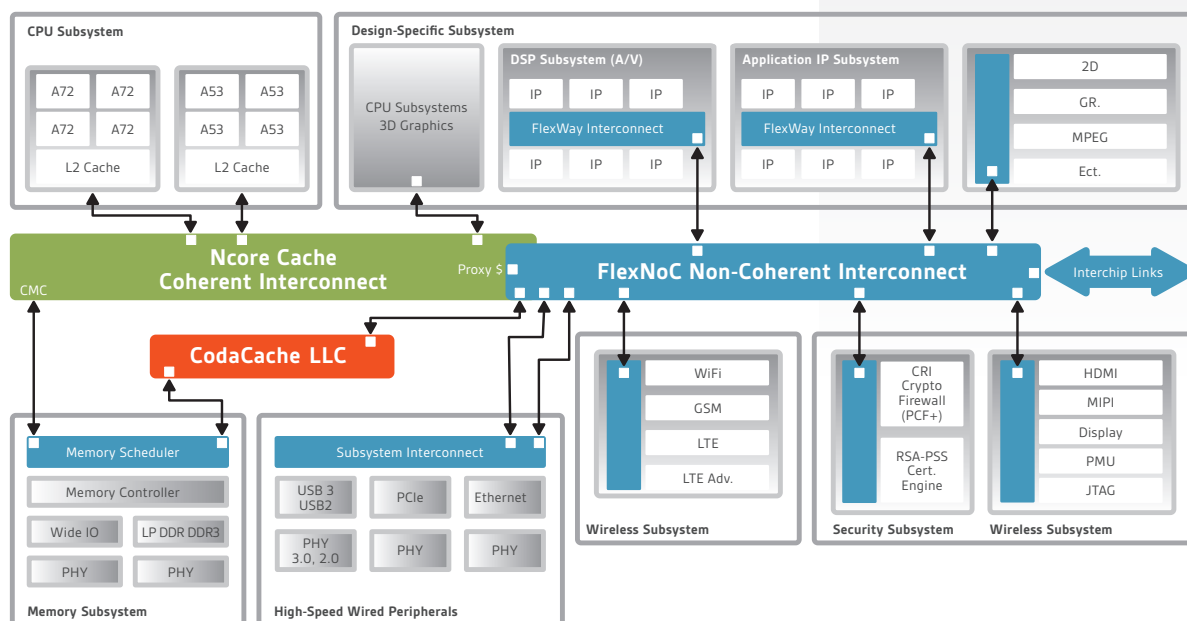 CPU Subsystem
A72
A72
A72
A72
L2 Cache
A53
A53
A53
A53
L2 Cache
Design-Specific Subsystem
CPU Subsystems
3D Graphics
DSP Subsystem (A/V)
IP
IP
IP
FlexWay Interconnect
IP
IP
IP
Application IP Subsystem
IP
IP
IP
FlexWay Interconnect
IP
IP
IP
2D
GR.
MPEG
Ect.
Ncore Cache
Coherent Interconnect
CMC
Proxy $
FlexNoC Non-Coherent Interconnect
Interchip Links
CodaCache LLC
Memory Scheduler
Memory Controller
Wide IO
LP DDR DDR3
PHY
PHY
Memory Subsystem
Subsystem Interconnect
USB 3
USB2
PCIe
Ethernet
PHY
3.0, 2.0
PHY
PHY
High-Speed Wired Peripherals
WiFi
GSM
LTE
LTE Adv.
Wireless Subsystem
CRI
Crypto
Firewall
(PCF+)
RSA-PSS
Cert.
Engine
Security Subsystem
HDMI
MIPI
Display
PMU
JTAG
Wireless Subsystem